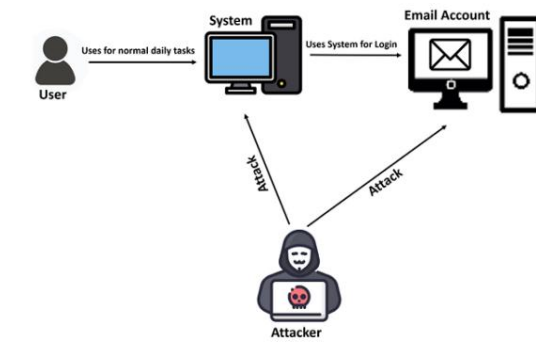 System
Email Account
Uses for normal daily tasks
Uses System for Login
User
Attack
Attack
Attacker